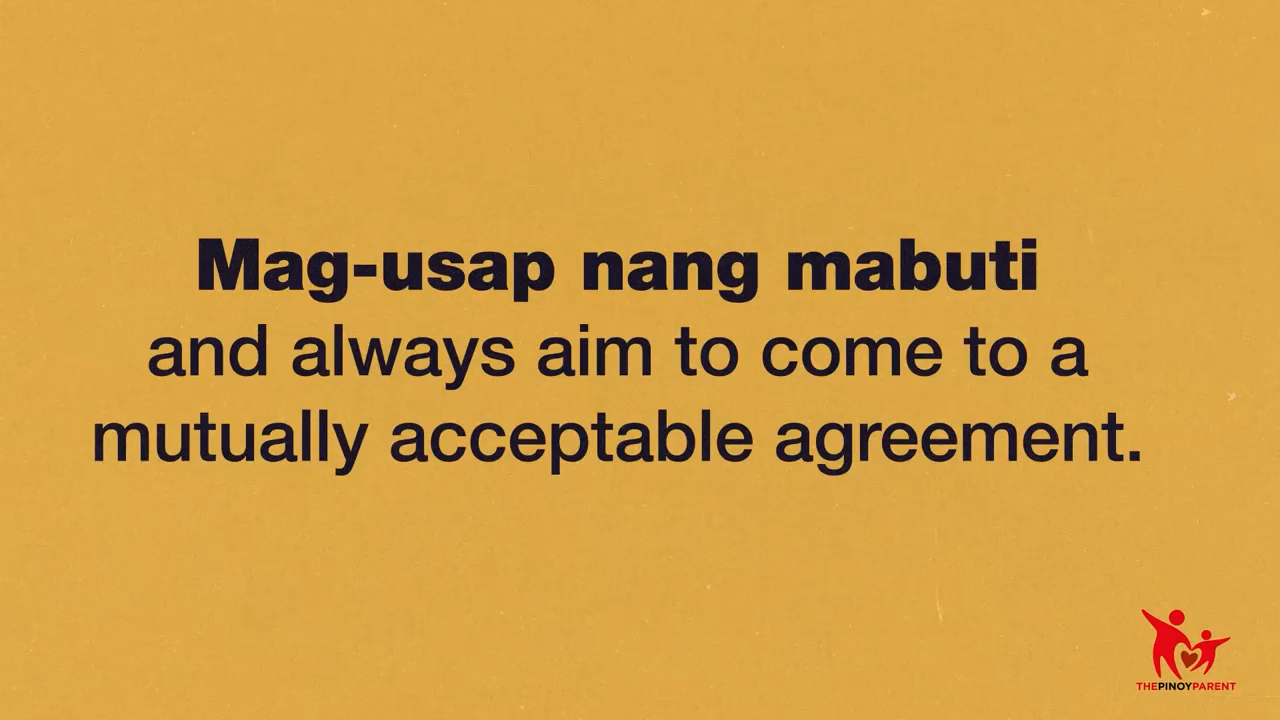 Mag-usap nang mabuti
and always aim to come to a
mutually acceptable agreement.
THEPINOYPARENT